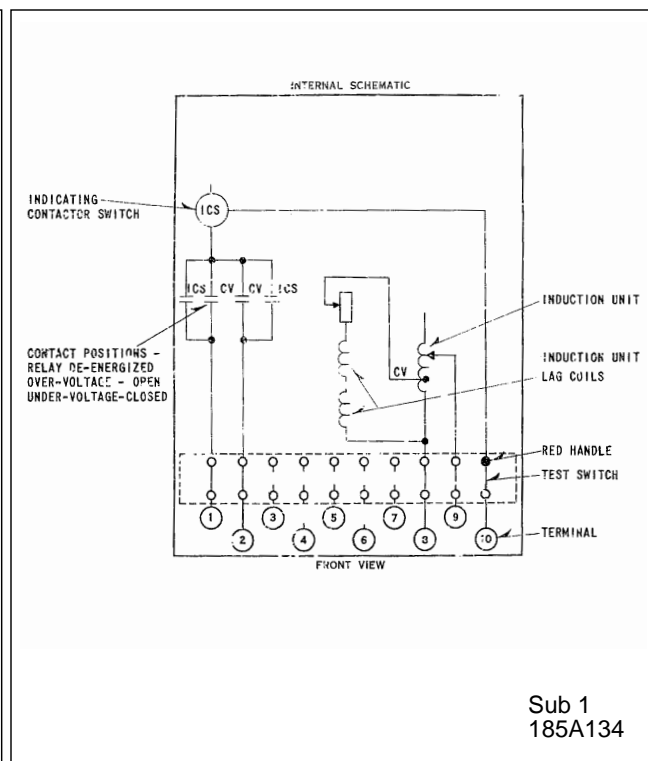 INTERNAL SCHEMATIC
INDICATING
CONTACTOR SWITCH
ICS
ICS CV CV ICS
CONTACT POSITIONS -
RELAY DE-ENERGIZED
OVER-VOLTAGE - OPEN
UNDER-VOLTAGE-CLOSED
CV
INDUCTION UNIT
INDUCTION UNIT
LAG COILS
RED HANDLE
TEST SWITCH
1 3 5 7 9
2 4 6 8 10
TERMINAL
FRONT VIEW
Sub 1
185A134